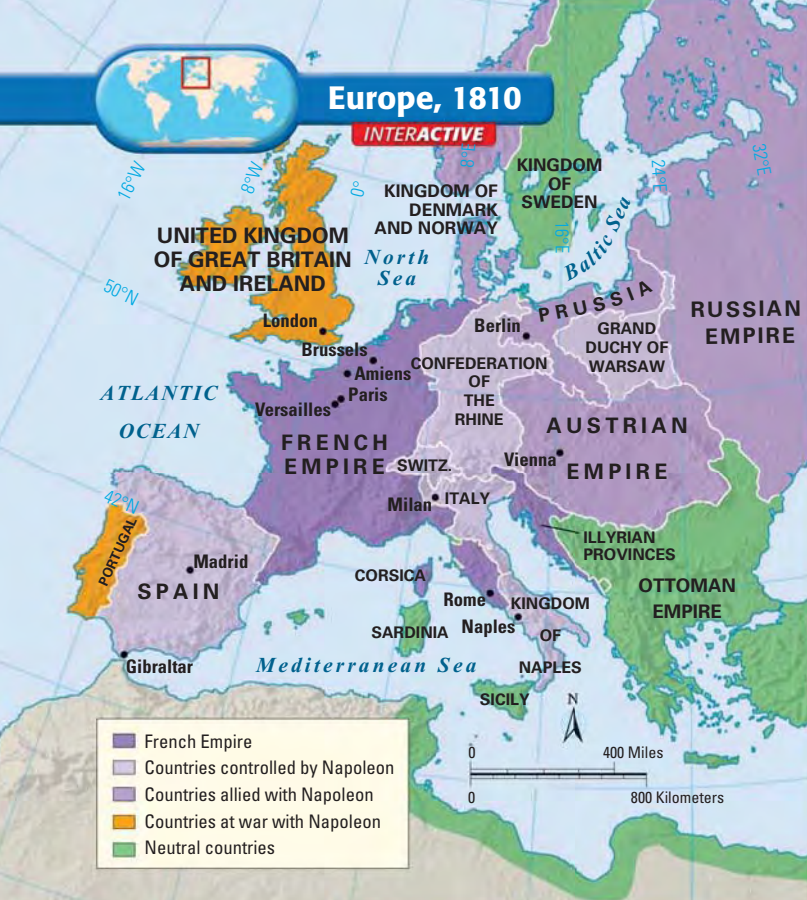 Europe, 1810
INTERACTIVE
16°W
8°W
0°
8°E
16°E
24°E
32°E
50°N
42°N
KINGDOM
OF
SWEDEN
KINGDOM OF
DENMARK
AND NORWAY
UNITED KINGDOM
OF GREAT BRITAIN
AND IRELAND
North
Sea
Baltic Sea
PRUSSIA
RUSSIAN
EMPIRE
London
Berlin
GRAND
DUCHY OF
WARSAW
Brussels
Amiens
CONFEDERATION
OF
THE
RHINE
Paris
Versailles
ATLANTIC
OCEAN
FRENCH
EMPIRE
AUSTRIAN
EMPIRE
Vienna
SWITZ.
Milan
ITALY
PORTUGAL
Madrid
SPAIN
ILLYRIAN
PROVINCES
OTTOMAN
EMPIRE
CORSICA
Rome
KINGDOM
OF
NAPLES
Naples
SARDINIA
Gibraltar
Mediterranean Sea
SICILY
N
0
400 Miles
0
800 Kilometers
French Empire
Countries controlled by Napoleon
Countries allied with Napoleon
Countries at war with Napoleon
Neutral countries